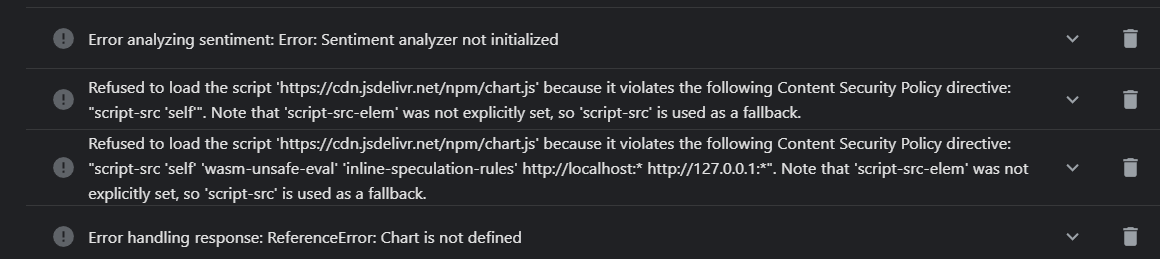 Error analyzing sentiment: Error: Sentiment analyzer not initialized
Refused to load the script 'https://cdn.jsdelivr.net/npm/chart.js' because it violates the following Content Security Policy directive:
"script-src 'self'". Note that 'script-src-elem' was not explicitly set, so 'script-src' is used as a fallback.
Refused to load the script 'https://cdn.jsdelivr.net/npm/chart.js' because it violates the following Content Security Policy directive:
"script-src 'self' 'wasm-unsafe-eval' 'inline-speculation-rules' http://localhost:* http://127.0.0.1:*". Note that 'script-src-elem' was not
explicitly set, so 'script-src' is used as a fallback.
Error handling response: ReferenceError: Chart is not defined